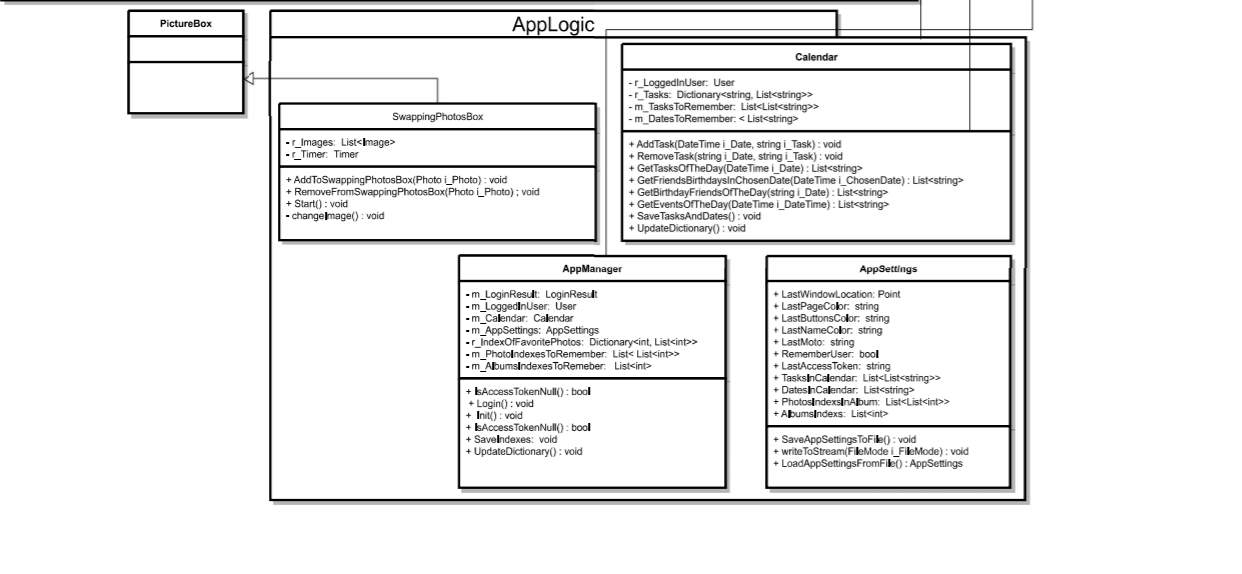 PictureBox
AppLogic
SwappingPhotosBox
- r_Images: List<Image>
- r_Timer: Timer
+ AddToSwappingPhotosBox(Photo i_Photo) : void
+ RemoveFromSwappingPhotosBox(Photo i_Photo) ; void
+ Start() : void
- changeImage() : void
Calendar
- r_LoggedInUser: User
- r_Tasks: Dictionary<string, List<string>>
- m_TasksToRemember: List<List<string>>
- m_DatesToRemember: < List<string>
+ AddTask(DateTime i_Date, string i_Task) : void
+ RemoveTask(string i_Date, string i_Task) : void
+ GetTasksOfTheDay(DateTime i_Date) : List<string>
+ GetFriendsBirthdaysInChosenDate(DateTime i_ChosenDate) : List<string>
+ GetBirthdayFriendsOfTheDay(string i_Date) : List<string>
+ GetEventsOfTheDay(DateTime i_DateTime) : List<string>
+ SaveTasksAndDates() : void
+ UpdateDictionary() : void
AppManager
- m_LoginResult: LoginResult
- m_LoggedInUser: User
- m_Calendar: Calendar
- m_AppSettings: AppSettings
- r_IndexOfFavoritePhotos: Dictionary<int, List<int>>
- m_PhotoIndexesToRemember: List< List<int>>
- m_AlbumsIndexesToRemeber: List<int>
+ IsAccessTokenNull() : bool
+ Login() : void
+ Init() : void
+ IsAccessTokenNull() : bool
+ SaveIndexes: void
+ UpdateDictionary() : void
AppSettings
+ LastWindowLocation: Point
+ LastPageColor: string
+ LastButtonsColor: string
+ LastNameColor: string
+ LastMoto: string
+ RememberUser: bool
+ LastAccessToken: string
+ TasksInCalendar: List<List<string>>
+ DatesInCalendar: List<string>
+ PhotosIndexsInAlbum: List<List<int>>
+ AlbumsIndexs: List<int>
+ SaveAppSettingsToFile() : void
+ writeToStream(FileMode i_FileMode) : void
+ LoadAppSettingsFromFile() : AppSettings